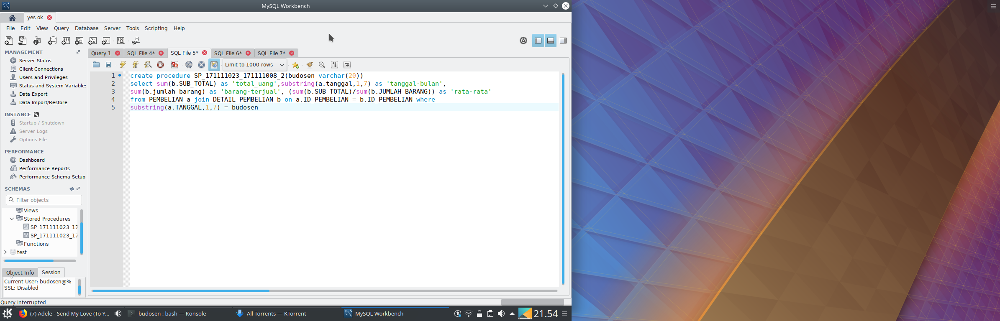 MySQL Workbench
yes ok
File Edit View Query Database Server Tools Scripting Help
MANAGEMENT
Server Status
Client Connections
Users and Privileges
Status and System Variable
Data Export
Data Import/Restore
INSTANCE
Startup / Shutdown
Server Logs
Options File
PERFORMANCE
Dashboard
Performance Reports
Performance Schema Setup
SCHEMAS
Filter objects
Views
Stored Procedures
SP_171111023_17
SP_171111023_17
Functions
test
Object Info Session
Current User: budosen@%
SSL: Disabled
Query interrupted
Query 1 SQL File 4* SQL File 5* SQL File 6* SQL File 7*
Limit to 1000 rows
1 create procedure SP_171111023_171111008_2(budosen varchar(20))
2 select sum(b.SUB_TOTAL) as 'total_uang',substring(a.tanggal,1,7) as 'tanggal-bulan',
3 sum(b.jumlah_barang) as 'barang-terjual', (sum(b.SUB_TOTAL)/sum(b.JUMLAH_BARANG)) as 'rata-rata'
4 from PEMBELIAN a join DETAIL_PEMBELIAN b on a.ID_PEMBELIAN = b.ID_PEMBELIAN where
5 substring(a.TANGGAL,1,7) = budosen
(7) Adele - Send My Love (To Y... budosen : bash — Konsole All Torrents — KTorrent MySQL Workbench 21.54